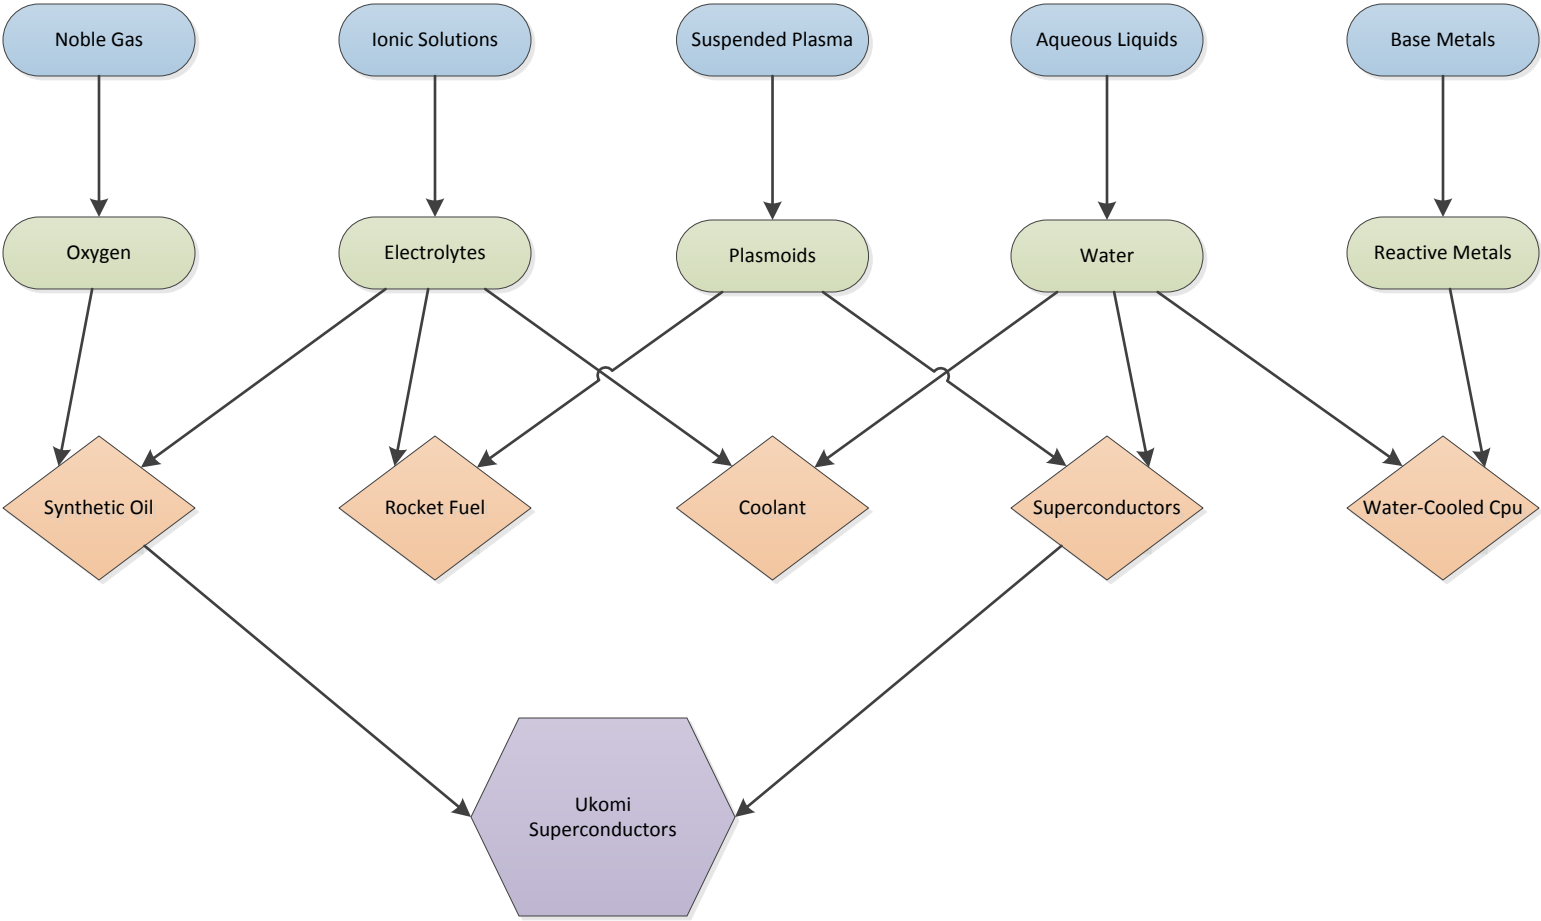 Noble Gas
Ionic Solutions
Suspended Plasma
Aqueous Liquids
Base Metals
Oxygen
Electrolytes
Plasmoids
Water
Reactive Metals
Synthetic Oil
Rocket Fuel
Coolant
Superconductors
Water-Cooled Cpu
Ukomi
Superconductors